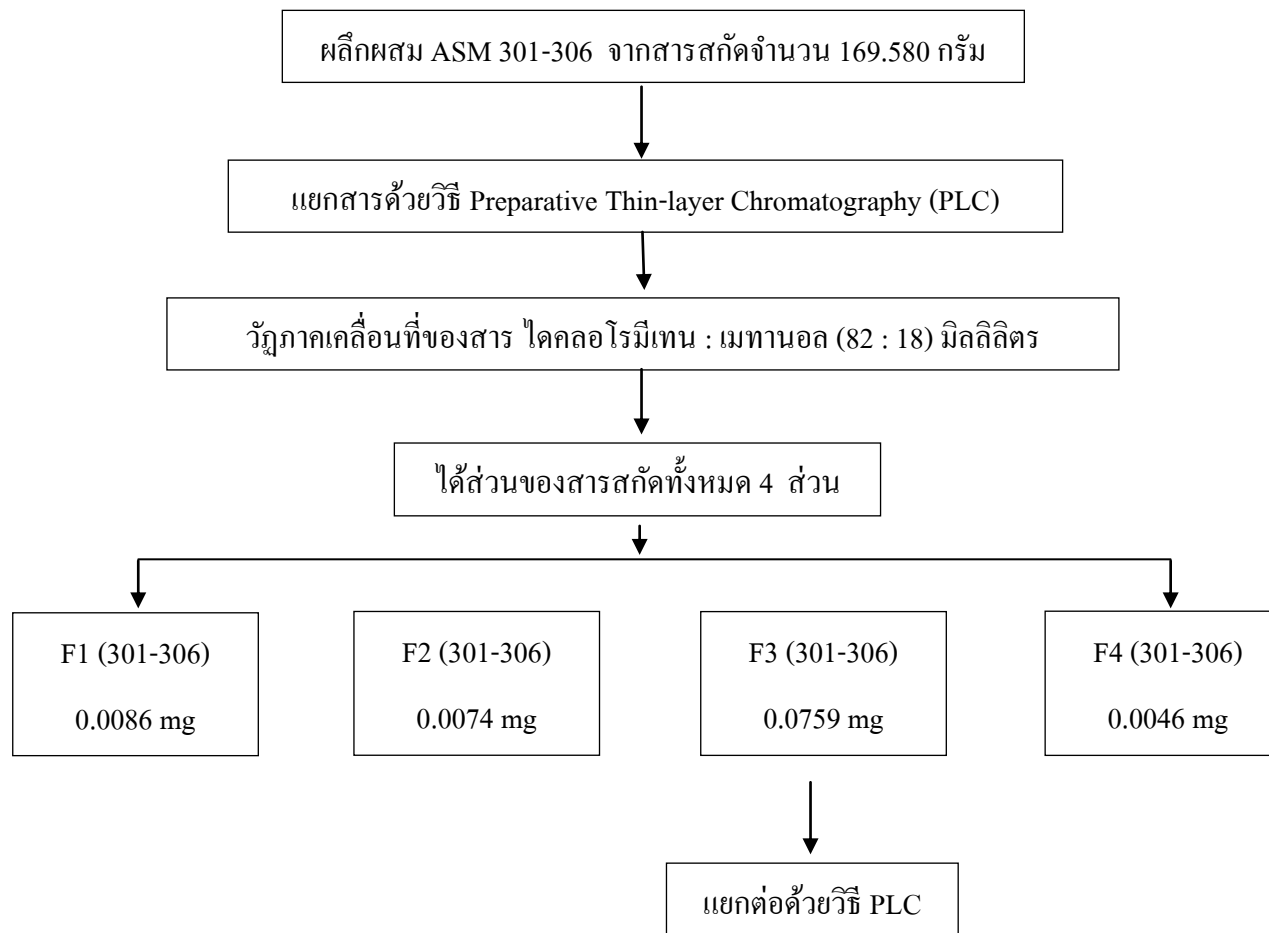 ผลึกผสม ASM 301-306 จากสารสกัดจำนวน 169.580 กรัม
แยกสารด้วยวิธี Preparative Thin-layer Chromatography (PLC)
วัฏภาคเคลื่อนที่ของสาร ไดคลอโรมีเทน : เมทานอล (82 : 18) มิลลิลิตร
ได้ส่วนของสารสกัดทั้งหมด 4 ส่วน
F1 (301-306)
0.0086 mg
F2 (301-306)
0.0074 mg
F3 (301-306)
0.0759 mg
F4 (301-306)
0.0046 mg
แยกต่อด้วยวิธี PLC